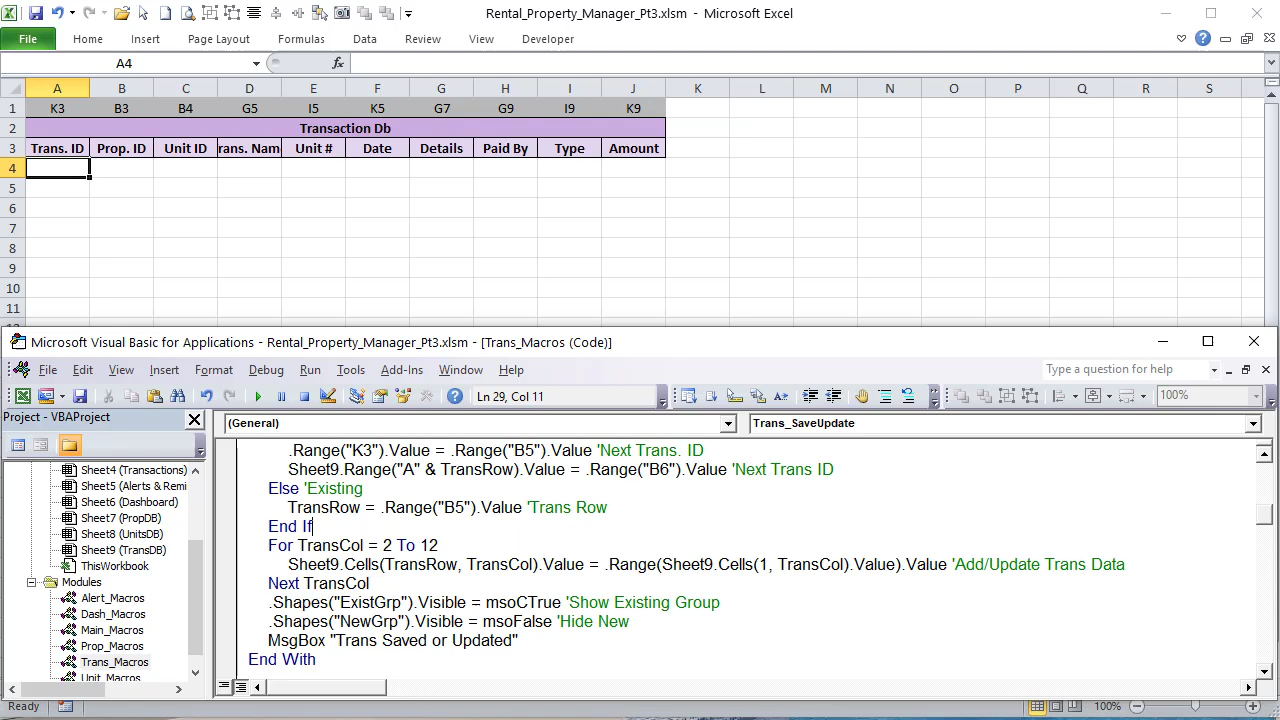 Rental_Property_Manager_Pt3.xlsm - Microsoft Excel
File Home Insert Page Layout Formulas Data Review View Developer
A4 fx
A B C D E F G H I J K L M N O P Q R S
1 K3 B3 B4 G5 I5 K5 G7 G9 I9 K9
2 Transaction Db
3 Trans. ID Prop. ID Unit ID rans. Nam Unit # Date Details Paid By Type Amount
4
5
6
7
8
9
10
11
Microsoft Visual Basic for Applications - Rental_Property_Manager_Pt3.xlsm - [Trans_Macros (Code)]
File Edit View Insert Format Debug Run Tools Add-Ins Window Help Type a question for help
Ln 29, Col 11 100%
Project - VBAProject
(General) Trans_SaveUpdate
Sheet4 (Transactions)
Sheet5 (Alerts & Remi
Sheet6 (Dashboard)
Sheet7 (PropDB)
Sheet8 (UnitsDB)
Sheet9 (TransDB)
ThisWorkbook
Modules
Alert_Macros
Dash_Macros
Main_Macros
Prop_Macros
Trans_Macros
Unit_Macros
.Range("K3").Value = .Range("B5").Value 'Next Trans. ID
Sheet9.Range("A" & TransRow).Value = .Range("B6").Value 'Next Trans ID
Else 'Existing
TransRow = .Range("B5").Value 'Trans Row
End If
For TransCol = 2 To 12
Sheet9.Cells(TransRow, TransCol).Value = .Range(Sheet9.Cells(1, TransCol).Value).Value 'Add/Update Trans Data
Next TransCol
.Shapes("ExistGrp").Visible = msoCTrue 'Show Existing Group
.Shapes("NewGrp").Visible = msoFalse 'Hide New
MsgBox "Trans Saved or Updated"
End With
Ready 100%